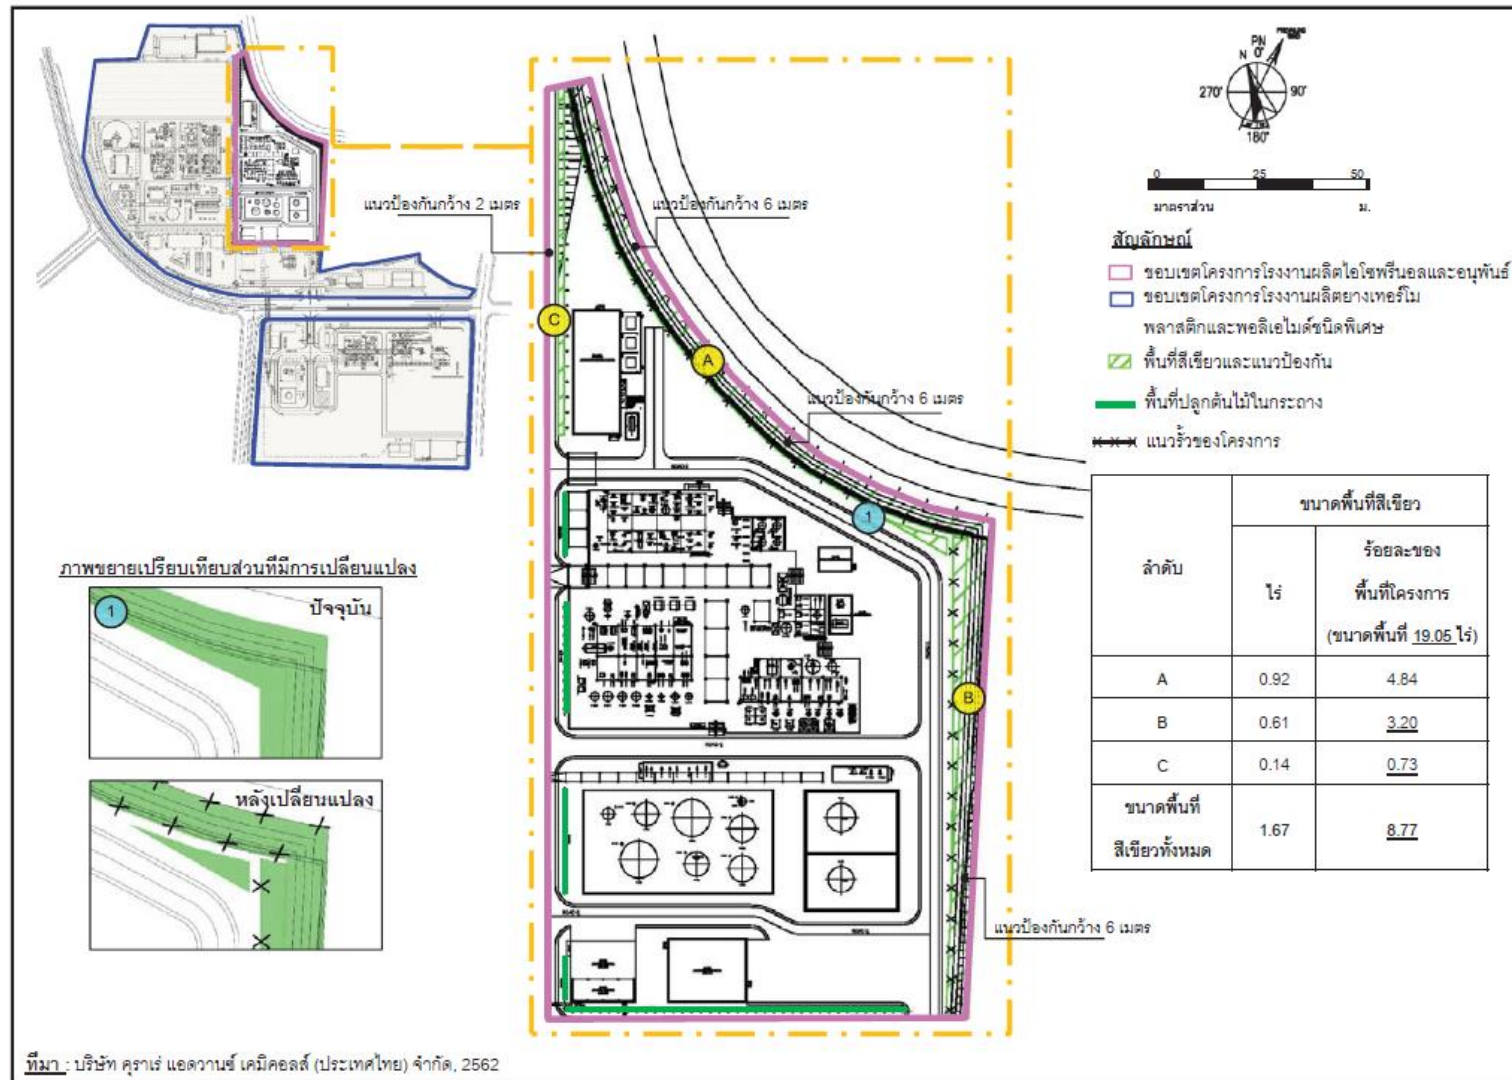 PN
N 0°
270° 90°
180°
0 25 50
มาตราส่วน ม.
แนวป้องกันกว้าง 2 เมตร
แนวป้องกันกว้าง 6 เมตร
แนวป้องกันกว้าง 6 เมตร
แนวป้องกันกว้าง 6 เมตร
C
A
1
B
สัญลักษณ์
ขอบเขตโครงการโรงงานผลิตไอโซพรีนอลและอนุพันธ์
ขอบเขตโครงการโรงงานผลิตยางเทอร์โม
พลาสติกและพอลิเอไมด์ชนิดพิเศษ
พื้นที่สีเขียวและแนวป้องกัน
พื้นที่ปลูกต้นไม้ในกระถาง
แนวรั้วของโครงการ
ลำดับ
ขนาดพื้นที่สีเขียว
ไร่
ร้อยละของ
พื้นที่โครงการ
(ขนาดพื้นที่ 19.05 ไร่)
A 0.92 4.84
B 0.61 3.20
C 0.14 0.73
ขนาดพื้นที่
สีเขียวทั้งหมด
1.67 8.77
ภาพขยายเปรียบเทียบส่วนที่มีการเปลี่ยนแปลง
1
ปัจจุบัน
หลังเปลี่ยนแปลง
ที่มา : บริษัท คุราเร่ แอดวานซ์ เคมิคอลส์ (ประเทศไทย) จำกัด, 2562